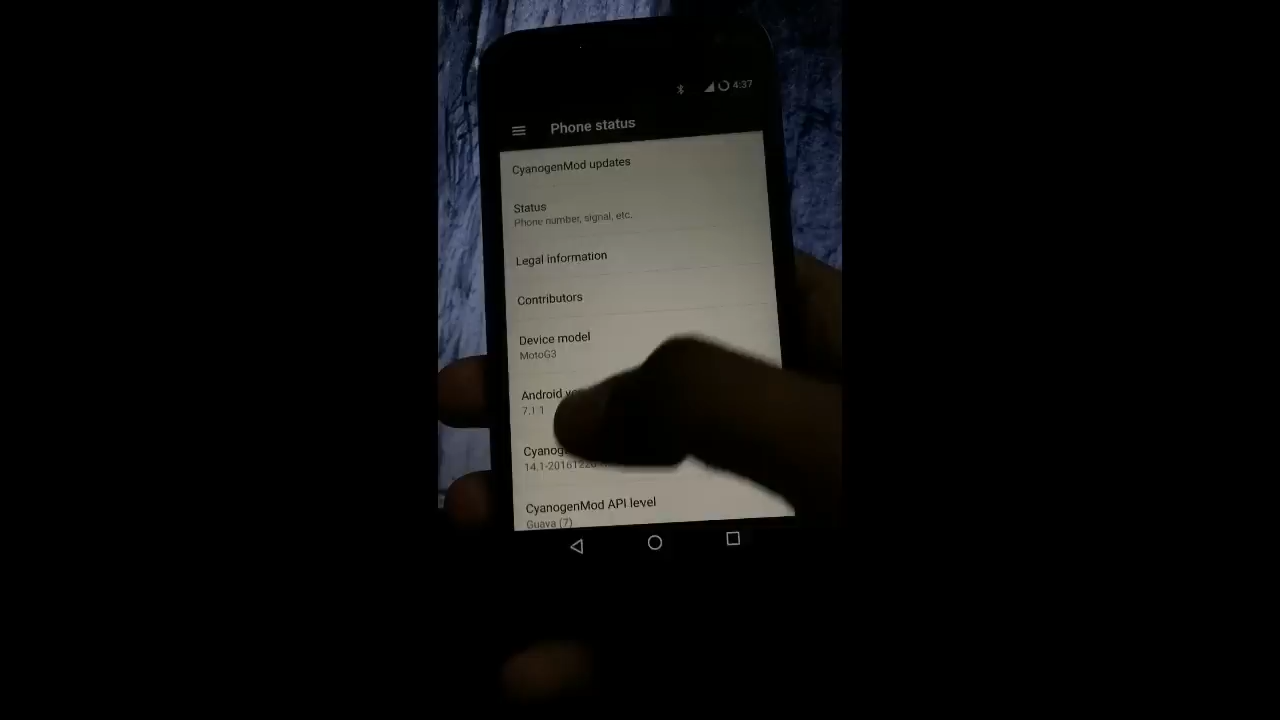 4:37
Phone status
CyanogenMod updates
Status
Phone number, signal, etc.
Legal information
Contributors
Device model
MotoG3
Android
7.1.1
14.1-201612
CyanogenMod API level
Guava (7)